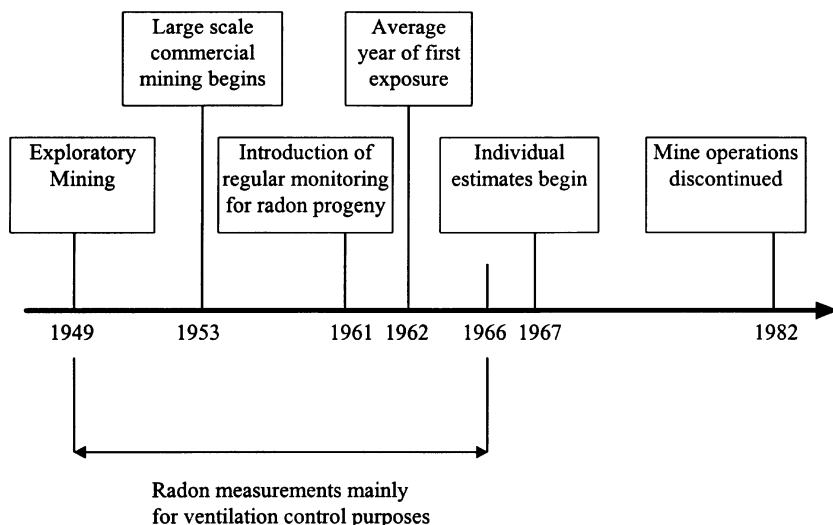 Large scale
commercial
mining begins
Average
year of first
exposure
Exploratory
Mining
Introduction of
regular monitoring
for radon progeny
Individual
estimates begin
Mine operations
discontinued
1949
1953
1961
1962
1966
1967
1982
Radon measurements mainly
for ventilation control purposes